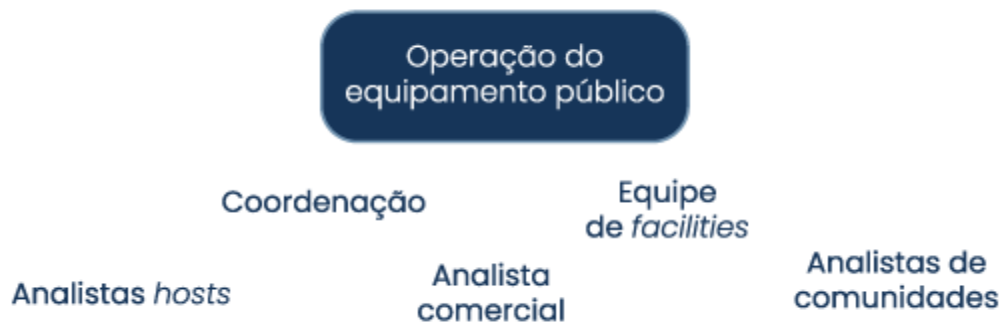 Operação do
equipamento público
Coordenação
Equipe
de facilities
Analistas hosts
Analista
comercial
Analistas de
comunidades